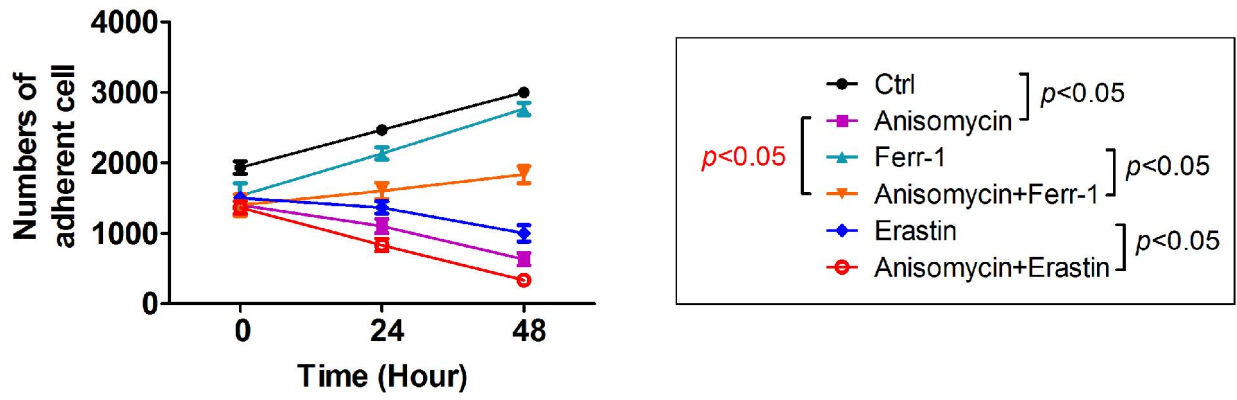 Numbers of
adherent cell
4000
3000
2000
1000
0
0
24
48
Time (Hour)
Ctrl
Anisomycin
Ferr-1
Anisomycin+Ferr-1
Erastin
Anisomycin+Erastin
p<0.05
p<0.05
p<0.05
p<0.05